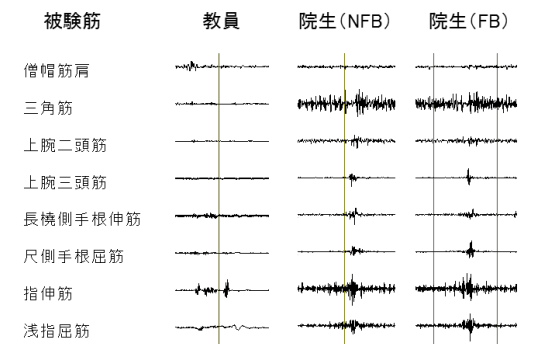 被験筋 教員 院生(NFB) 院生(FB)
僧帽筋肩
三角筋
上腕二頭筋
上腕三頭筋
長橈側手根伸筋
尺側手根屈筋
指伸筋
浅指屈筋